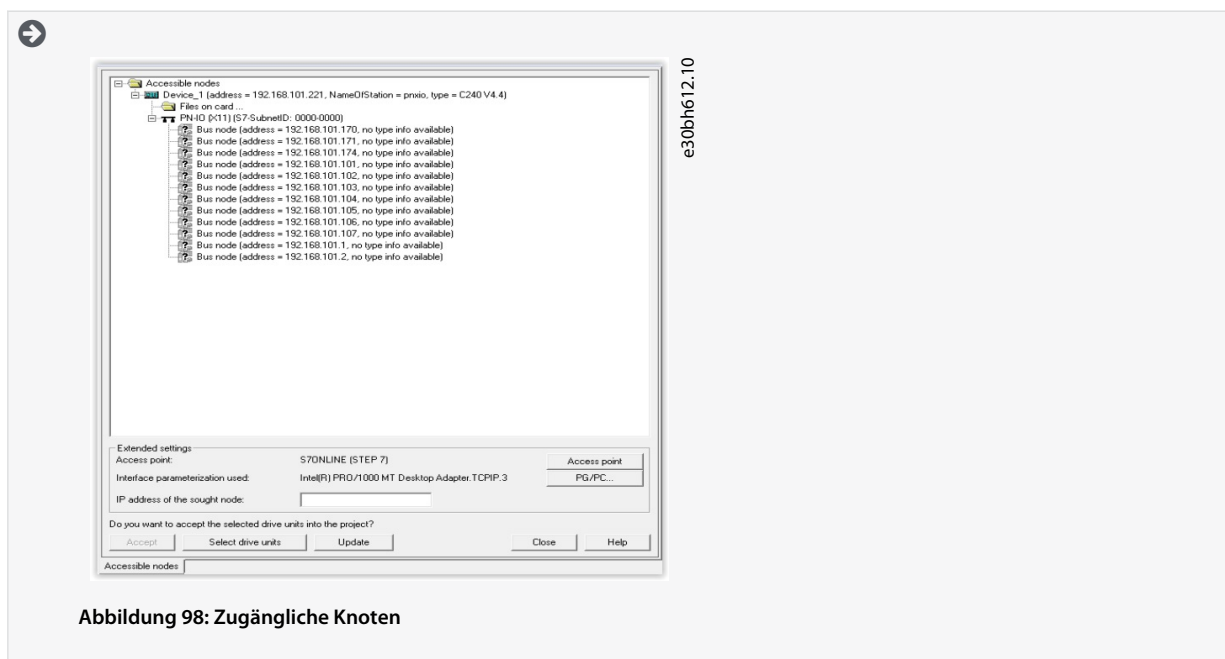 Accessible nodes
Device_1 (address = 192.168.101.221, NameOfStation = pnxio, type = C240 V4.4)
Files on card ...
PN-IO (X11) (S7-SubnetID: 0000-0000)
Bus node (address = 192.168.101.170, no type info available)
Bus node (address = 192.168.101.171, no type info available)
Bus node (address = 192.168.101.174, no type info available)
Bus node (address = 192.168.101.101, no type info available)
Bus node (address = 192.168.101.102, no type info available)
Bus node (address = 192.168.101.103, no type info available)
Bus node (address = 192.168.101.104, no type info available)
Bus node (address = 192.168.101.105, no type info available)
Bus node (address = 192.168.101.106, no type info available)
Bus node (address = 192.168.101.107, no type info available)
Bus node (address = 192.168.101.1, no type info available)
Bus node (address = 192.168.101.2, no type info available)
Extended settings
Access point: S7ONLINE (STEP 7) Access point
Interface parameterization used: Intel(R) PRO/1000 MT Desktop Adapter.TCPIP.3 PG/PC...
IP address of the sought node:
Do you want to accept the selected drive units into the project?
Accept Select drive units Update Close Help
Accessible nodes
e30bh612.10
Abbildung 98: Zugängliche Knoten